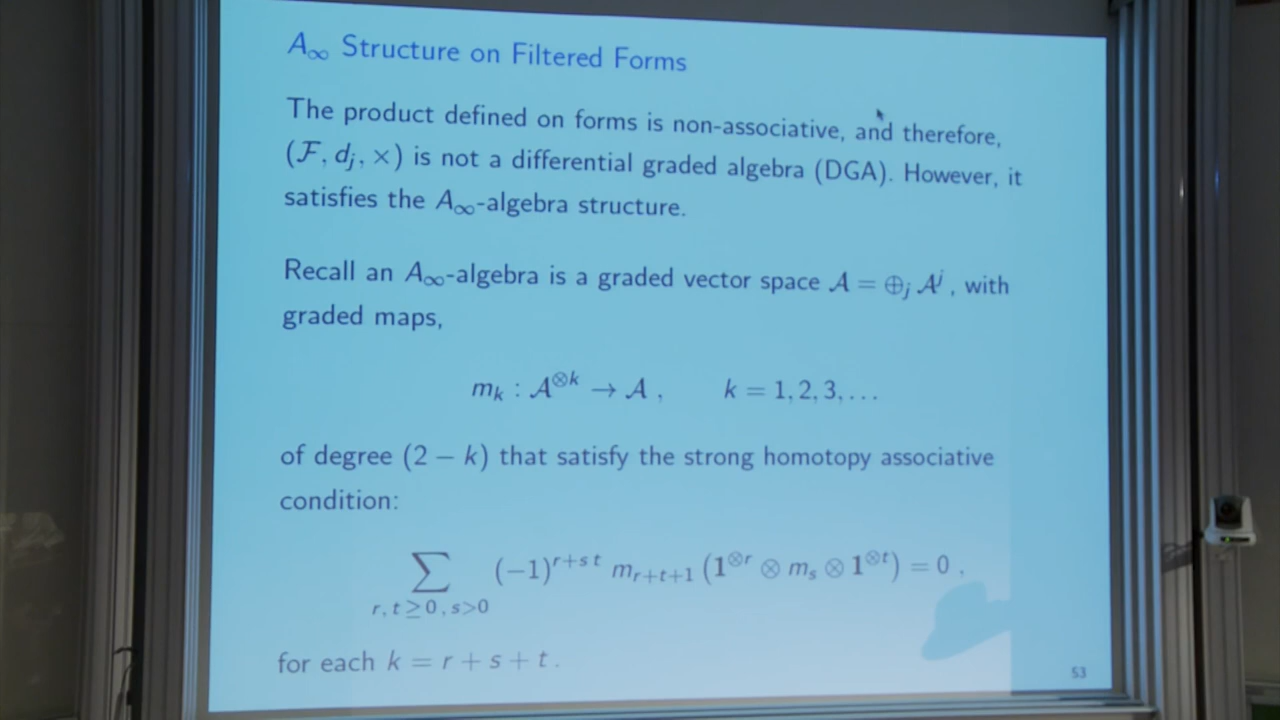 A∞ Structure on Filtered Forms
The product defined on forms is non-associative, and therefore,
(ℱ, dⱼ, ×) is not a differential graded algebra (DGA). However, it
satisfies the A∞-algebra structure.
Recall an A∞-algebra is a graded vector space 𝒜 = ⊕ⱼ 𝒜ʲ , with
graded maps,
mₖ : 𝒜^⊗k → 𝒜 , k = 1, 2, 3, . . .
of degree (2 − k) that satisfy the strong homotopy associative
condition:
∑_{r, t ≥ 0 , s>0} (−1)^{r+s t} m_{r+t+1} (1^{⊗r} ⊗ m_s ⊗ 1^{⊗t}) = 0 ,
for each k = r + s + t .
53